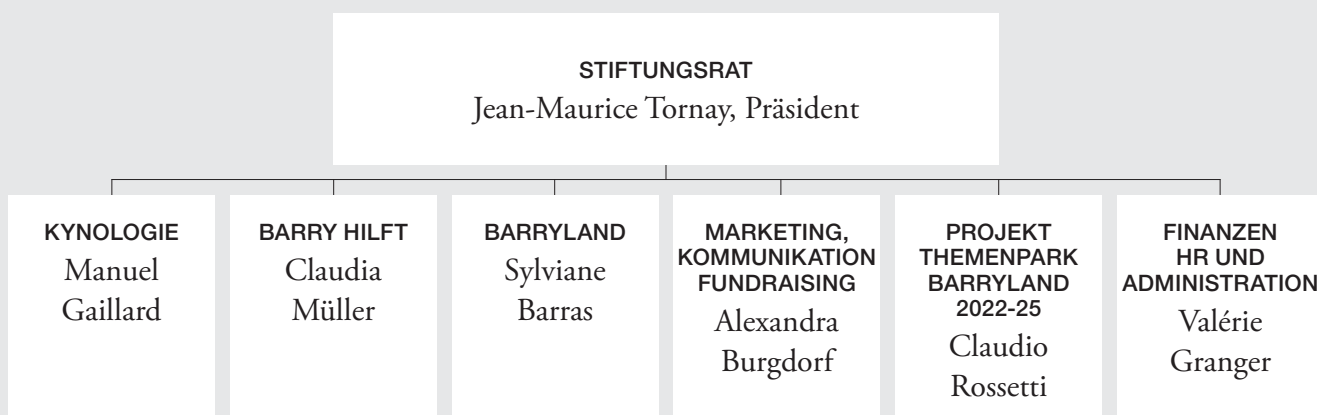 STIFTUNGSRAT
Jean-Maurice Tornay, Präsident
KYNOLOGIE
Manuel
Gaillard
BARRY HILFT
Claudia
Müller
BARRYLAND
Sylviane
Barras
MARKETING,
KOMMUNIKATION
FUNDRAISING
Alexandra
Burgdorf
PROJEKT
THEMENPARK
BARRYLAND
2022-25
Claudio
Rossetti
FINANZEN
HR UND
ADMINISTRATION
Valérie
Granger